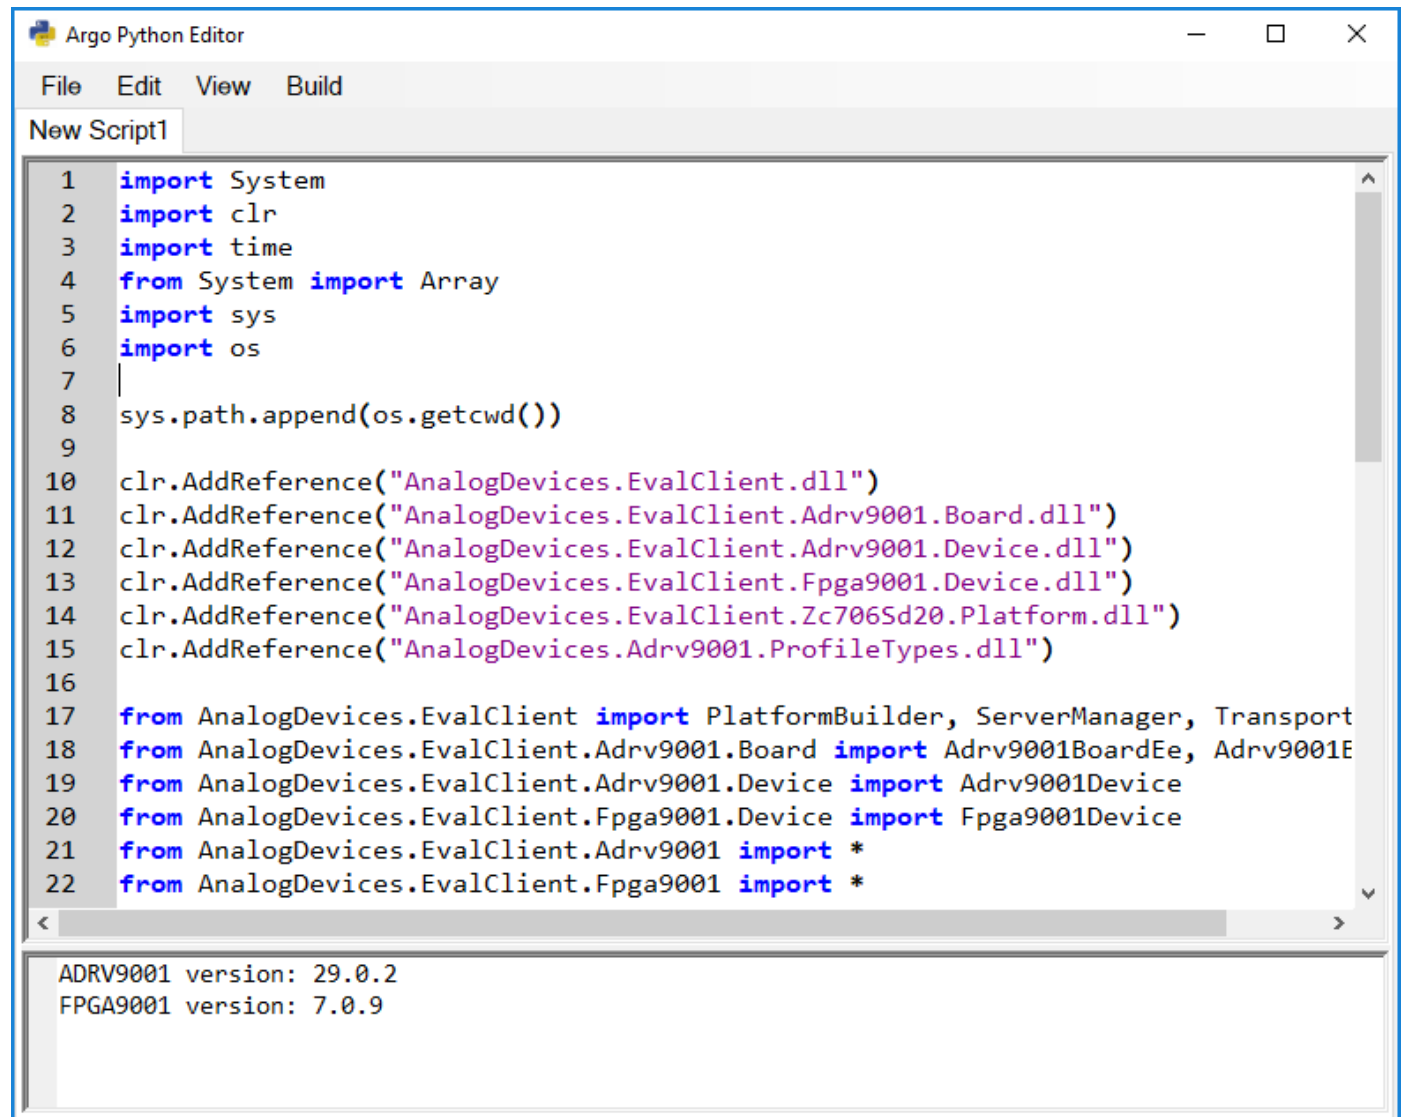 Argo Python Editor
File Edit View Build
New Script1
1 import System
2 import clr
3 import time
4 from System import Array
5 import sys
6 import os
7
8 sys.path.append(os.getcwd())
9
10 clr.AddReference("AnalogDevices.EvalClient.dll")
11 clr.AddReference("AnalogDevices.EvalClient.Adrv9001.Board.dll")
12 clr.AddReference("AnalogDevices.EvalClient.Adrv9001.Device.dll")
13 clr.AddReference("AnalogDevices.EvalClient.Fpga9001.Device.dll")
14 clr.AddReference("AnalogDevices.EvalClient.Zc706Sd20.Platform.dll")
15 clr.AddReference("AnalogDevices.Adrv9001.ProfileTypes.dll")
16
17 from AnalogDevices.EvalClient import PlatformBuilder, ServerManager, Transport
18 from AnalogDevices.EvalClient.Adrv9001.Board import Adrv9001BoardEe,
19 from AnalogDevices.EvalClient.Adrv9001.Device import Adrv9001Device
20 from AnalogDevices.EvalClient.Fpga9001.Device import Fpga9001Device
21 from AnalogDevices.EvalClient.Adrv9001 import *
22 from AnalogDevices.EvalClient.Fpga9001 import *
ADRV9001 version: 29.0.2
FPGA9001 version: 7.0.9